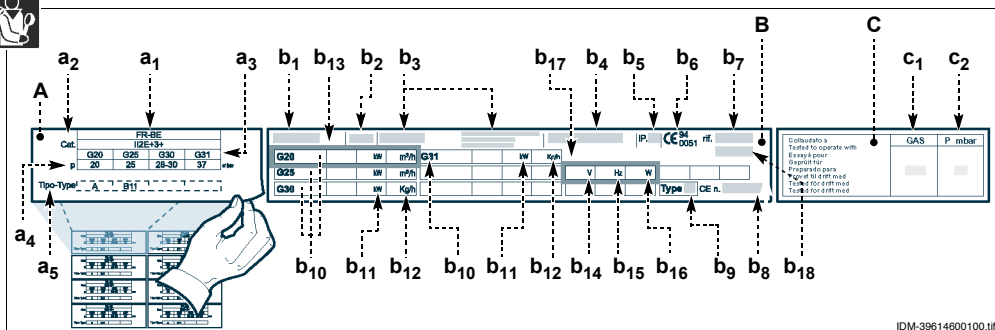 a2 a1 a3 b1 b13 b2 b3 b17 b4 b5 b6 b7 B C c1 c2
A
FR-BE
Cat. II2E+3+
G20 G25 G30 G31
p 20 25 28-30 37 mbar
Tipo-Type A B11
a4
a5
IP. CE 94 0051 rif.
G20 kW m³/h G31 kW Kg/h
G25 kW m³/h V Hz W
G30 kW Kg/h Type CE n.
b10 b11 b12 b10 b11 b12 b14 b15 b16 b9 b8 b18
Collaudato a GAS P mbar
Tested to operate with
Essayé pour
Geprüft für
Preparado para
Provet til drift med
Tested for drift med
Tested for drift med
IDM-39614600100.tif